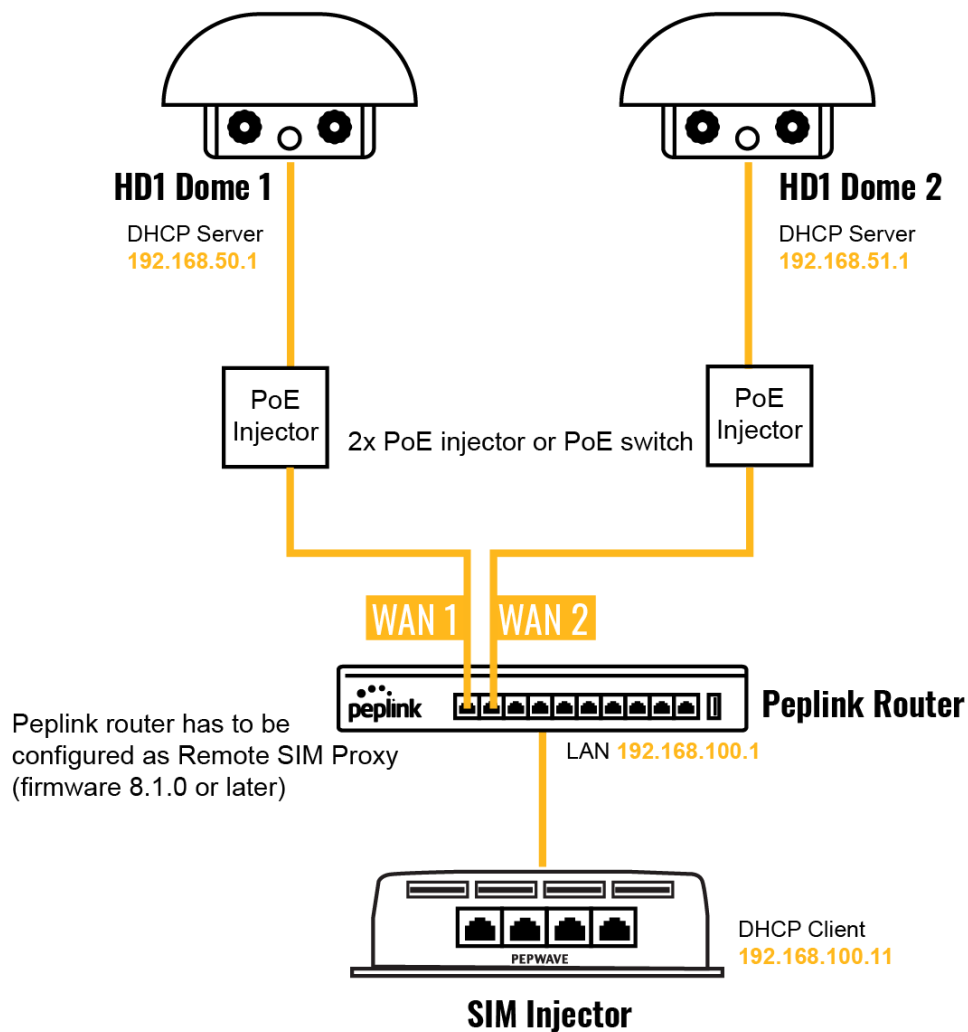 HD1 Dome 1
DHCP Server
192.168.50.1
HD1 Dome 2
DHCP Server
192.168.51.1
PoE
Injector
2x PoE injector or PoE switch
PoE
Injector
WAN 1
WAN 2
peplink
Peplink Router
Peplink router has to be
configured as Remote SIM Proxy
(firmware 8.1.0 or later)
LAN 192.168.100.1
PEPWAVE
DHCP Client
192.168.100.11
SIM Injector